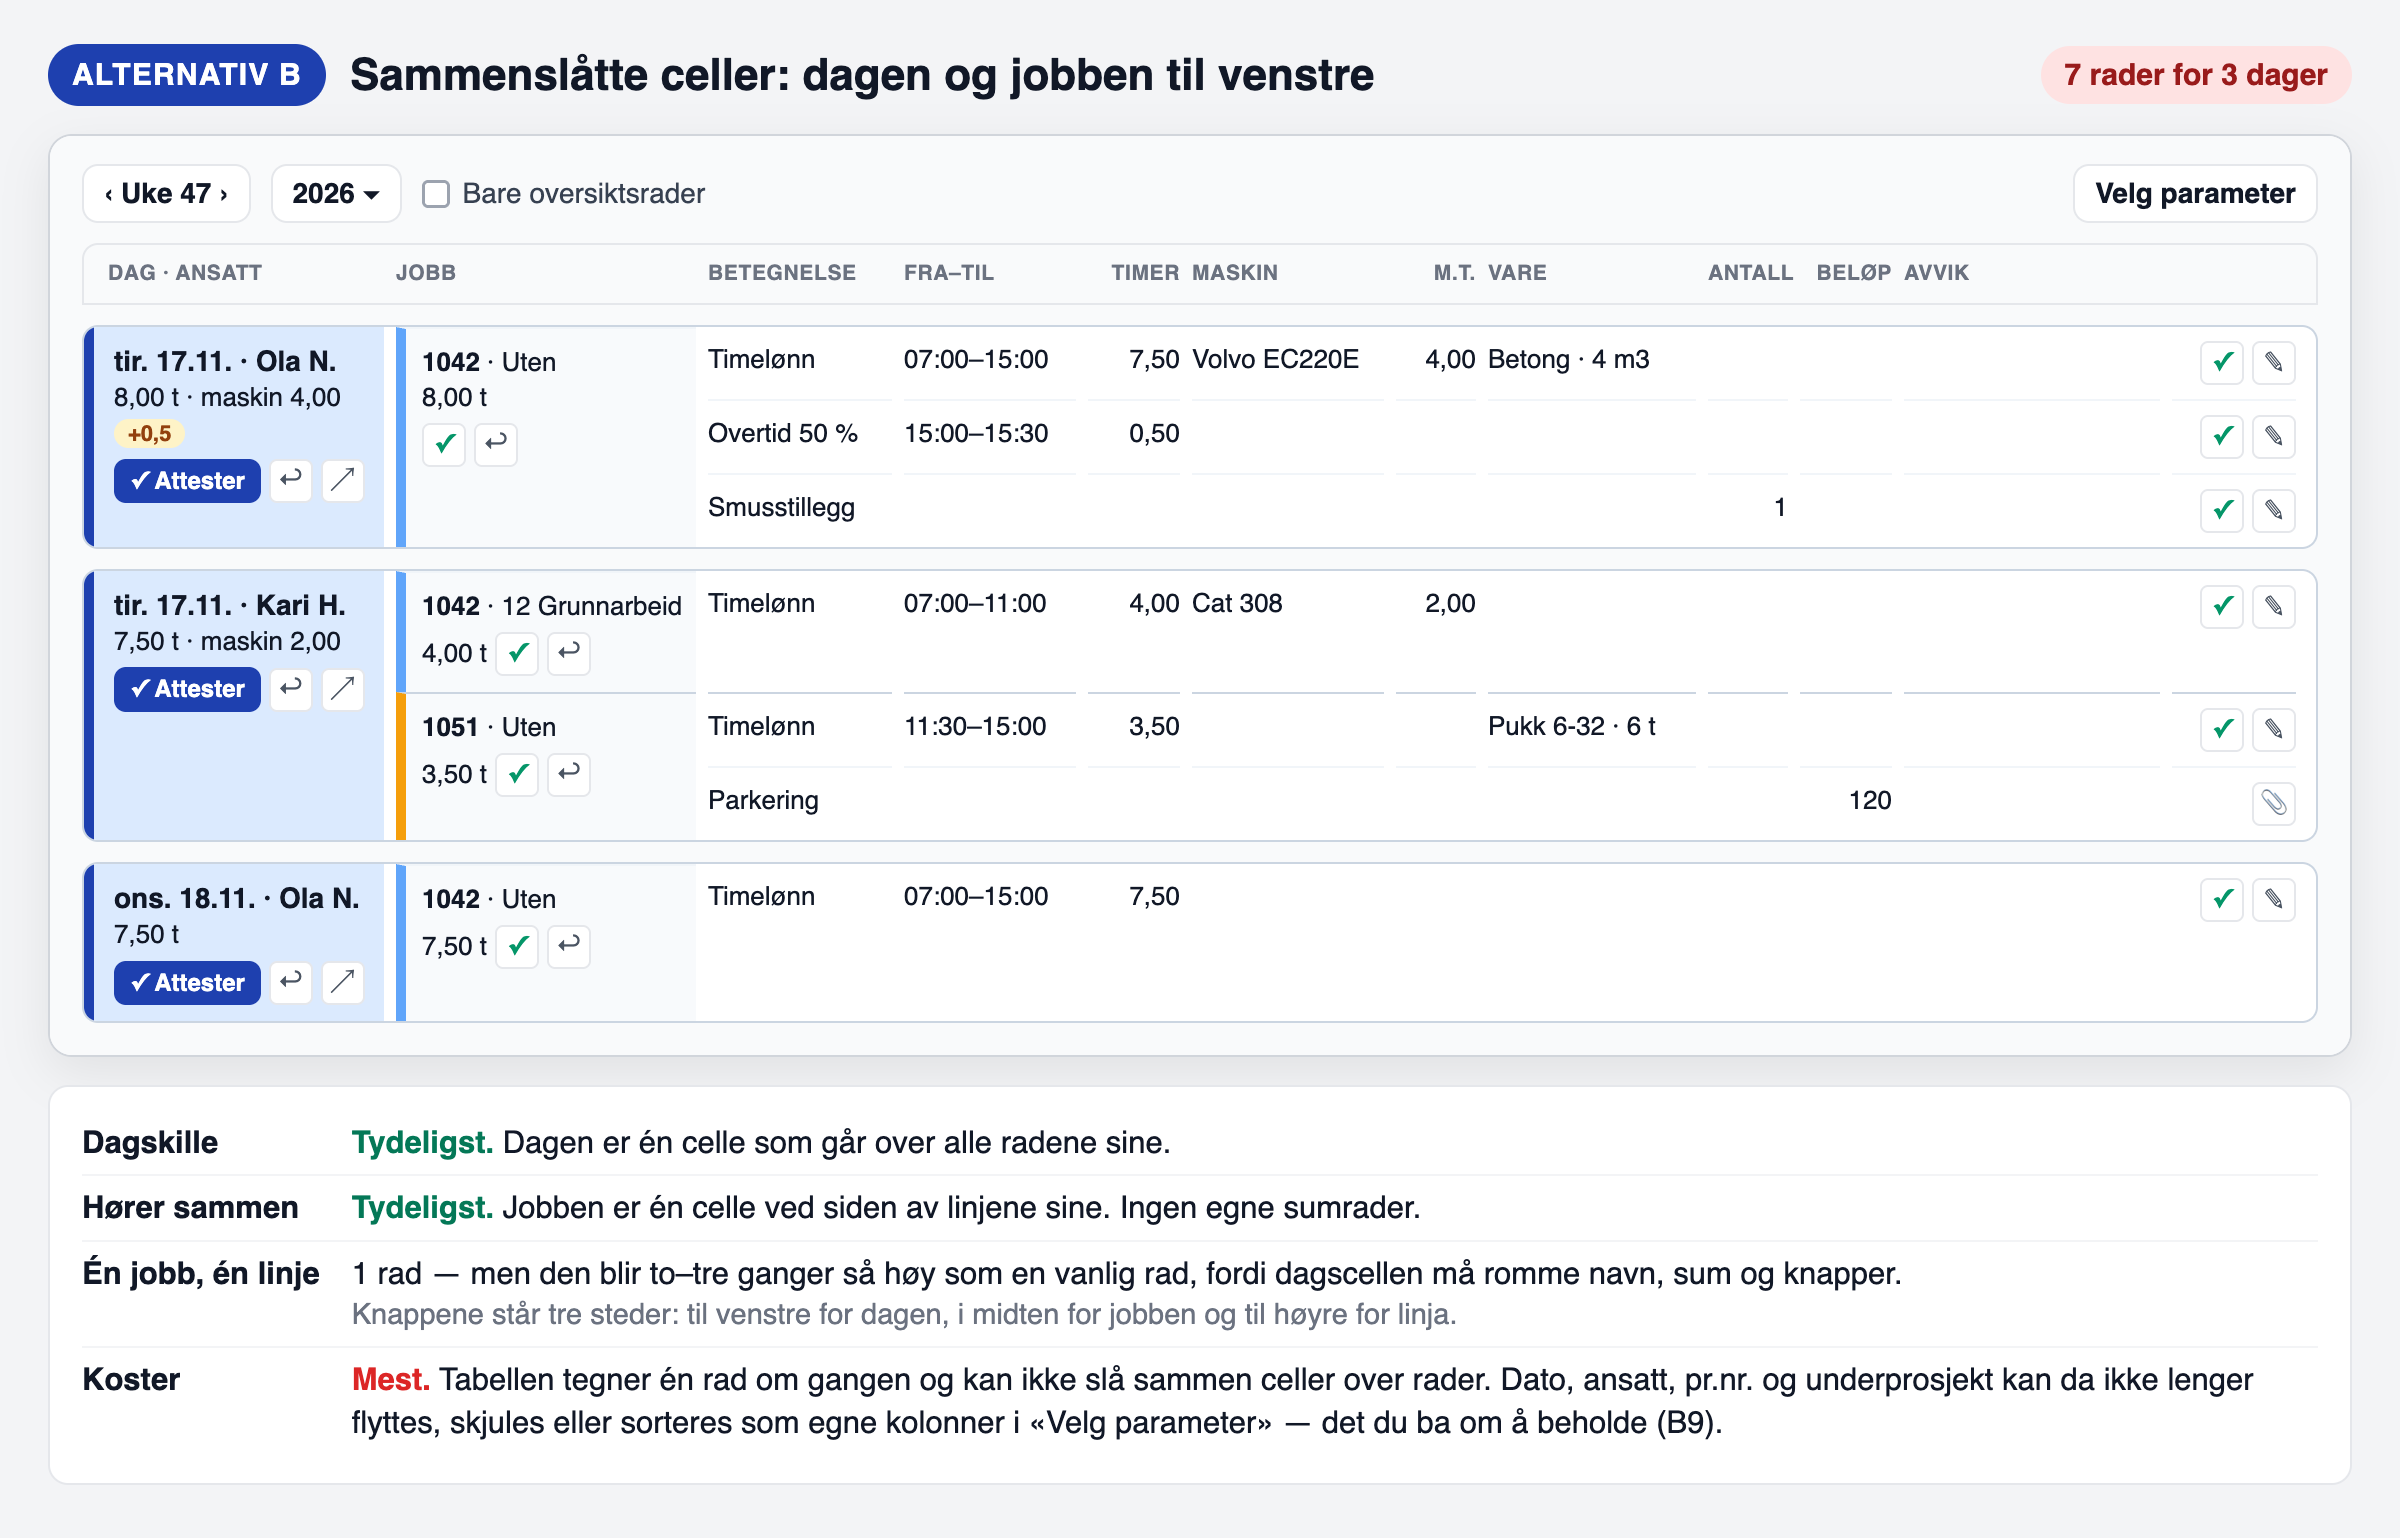 ALTERNATIV B Sammenslåtte celler: dagen og jobben til venstre 7 rader for 3 dager
‹ Uke 47 › 2026 Bare oversiktsrader Velg parameter
DAG · ANSATT JOBB BETEGNELSE FRA–TIL TIMER MASKIN M.T. VARE ANTALL BELØP AVVIK
tir. 17.11. · Ola N.
8,00 t · maskin 4,00
+0,5
✓ Attester
1042 · Uten
8,00 t
Timelønn 07:00–15:00 7,50 Volvo EC220E 4,00 Betong · 4 m3
Overtid 50 % 15:00–15:30 0,50
Smusstillegg 1
tir. 17.11. · Kari H.
7,50 t · maskin 2,00
✓ Attester
1042 · 12 Grunnarbeid
4,00 t
Timelønn 07:00–11:00 4,00 Cat 308 2,00
1051 · Uten
3,50 t
Timelønn 11:30–15:00 3,50 Pukk 6-32 · 6 t
Parkering 120
ons. 18.11. · Ola N.
7,50 t
✓ Attester
1042 · Uten
7,50 t
Timelønn 07:00–15:00 7,50
Dagskille Tydeligst. Dagen er én celle som går over alle radene sine.
Hører sammen Tydeligst. Jobben er én celle ved siden av linjene sine. Ingen egne sumrader.
Én jobb, én linje 1 rad — men den blir to–tre ganger så høy som en vanlig rad, fordi dagscellen må romme navn, sum og knapper.
Knappene står tre steder: til venstre for dagen, i midten for jobben og til høyre for linja.
Koster Mest. Tabellen tegner én rad om gangen og kan ikke slå sammen celler over rader. Dato, ansatt, pr.nr. og underprosjekt kan da ikke lenger
flyttes, skjules eller sorteres som egne kolonner i «Velg parameter» — det du ba om å beholde (B9).